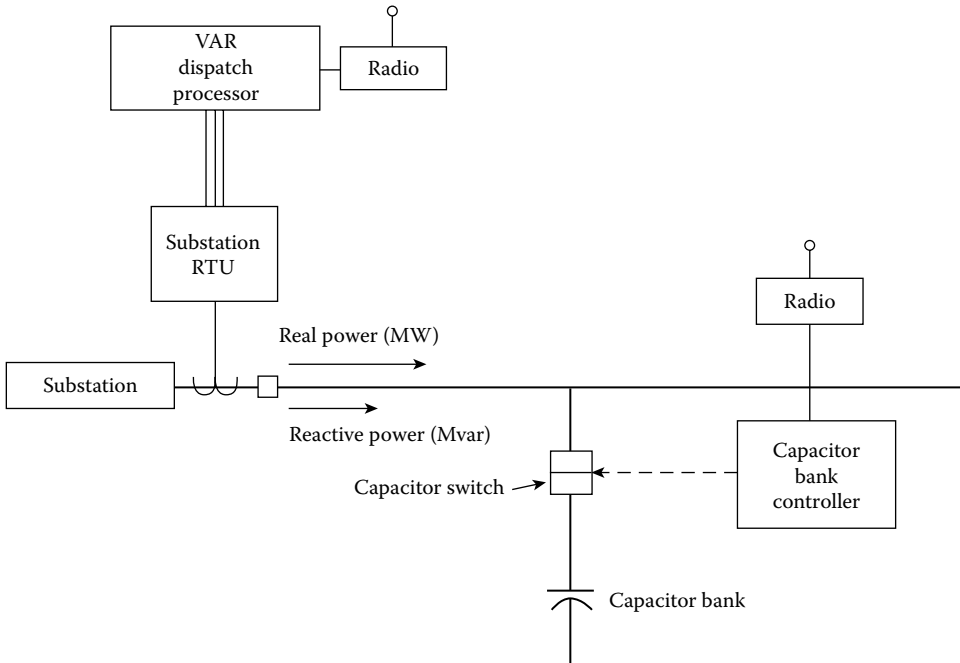 VAR
dispatch
processor
Radio
Substation
RTU
Radio
Real power (MW)
Substation
Reactive power (Mvar)
Capacitor
bank
controller
Capacitor switch
Capacitor bank